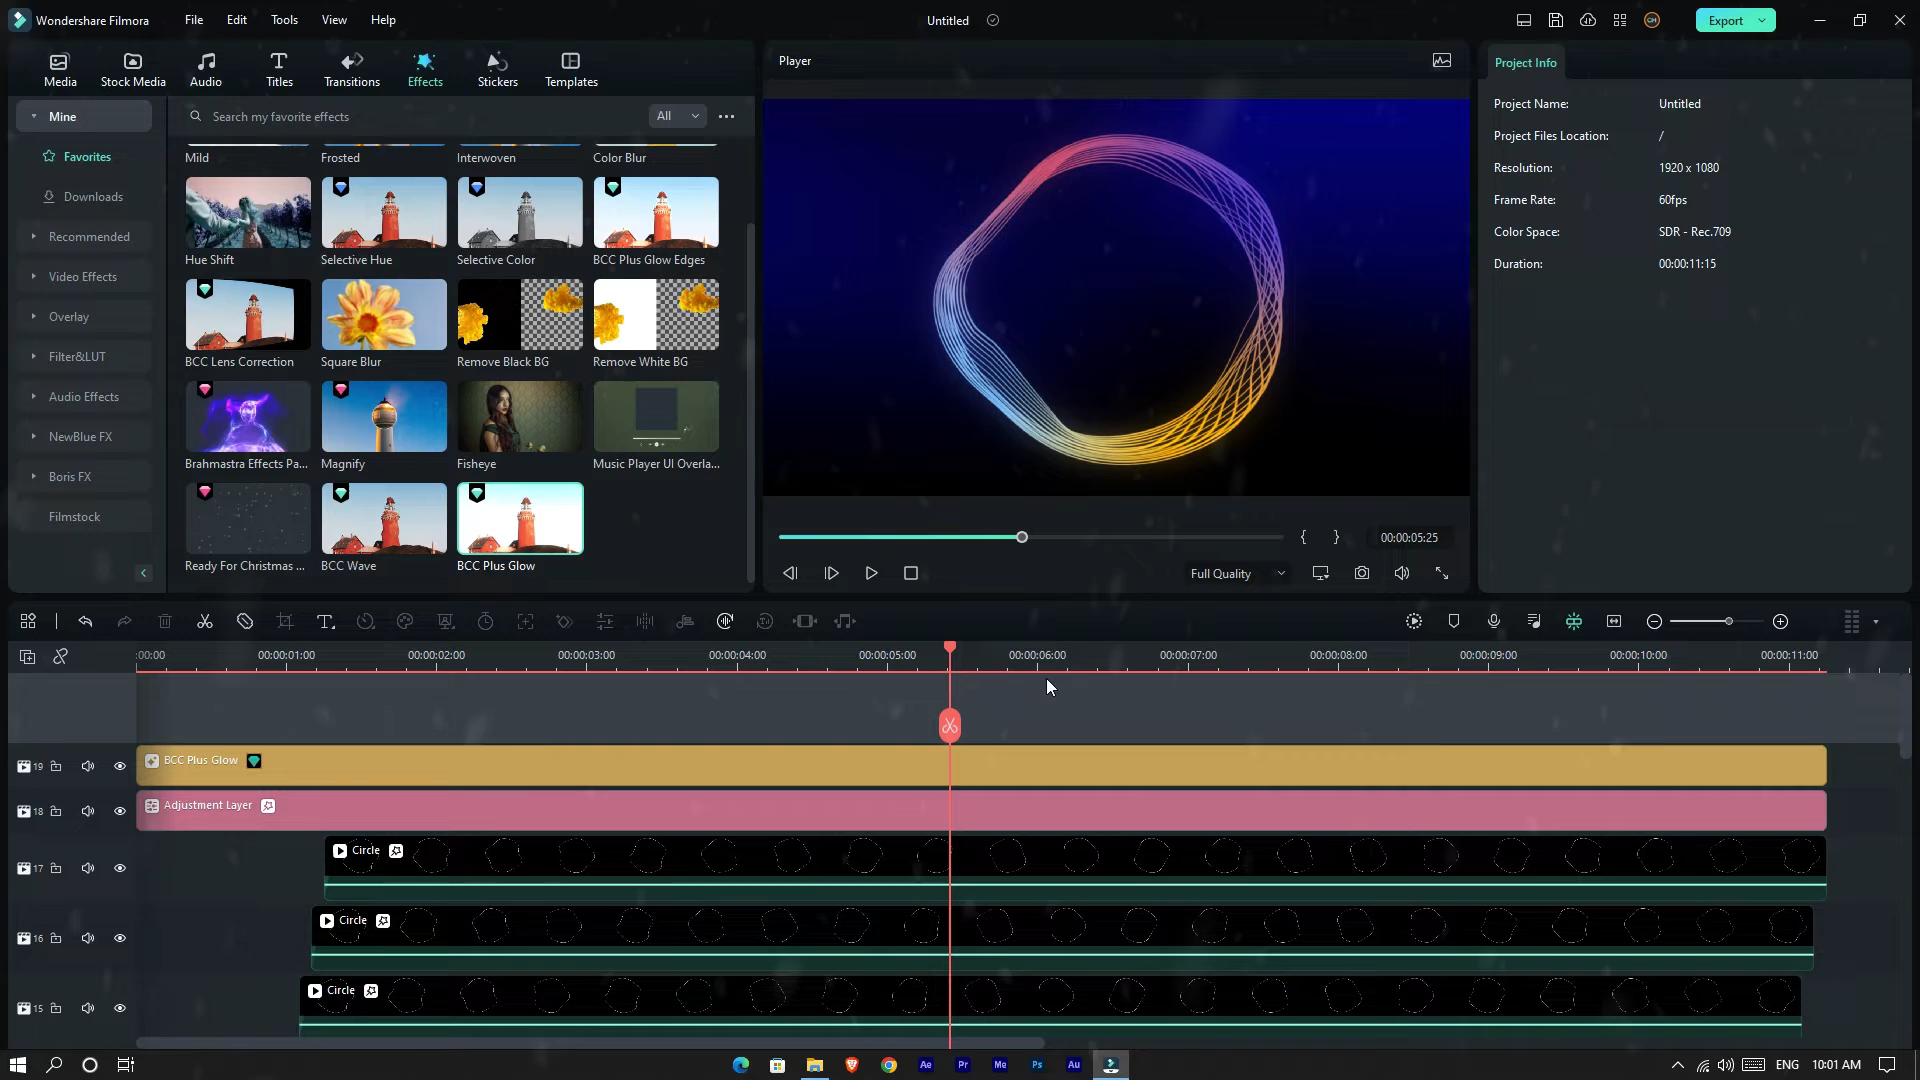 Wondershare Filmora
File
Edit
Tools
View
Help
Untitled
GM
Export
Media
Stock Media
Audio
Titles
Transitions
Effects
Stickers
Templates
Player
Project Info
Mine
Search my favorite effects
All
Favorites
Downloads
Recommended
Video Effects
Overlay
Filter&LUT
Audio Effects
NewBlue FX
Boris FX
Filmstock
Mild
Frosted
Interwoven
Color Blur
Hue Shift
Selective Hue
Selective Color
BCC Plus Glow Edges
BCC Lens Correction
Square Blur
Remove Black BG
Remove White BG
Brahmastra Effects Pa...
Magnify
Fisheye
Music Player UI Overla...
Ready For Christmas ...
BCC Wave
BCC Plus Glow
Project Name: Untitled
Project Files Location: /
Resolution: 1920 x 1080
Frame Rate: 60fps
Color Space: SDR - Rec.709
Duration: 00:00:11:15
{ } 00:00:05:25
Full Quality
:00:00 00:00:01:00 00:00:02:00 00:00:03:00 00:00:04:00 00:00:05:00 00:00:06:00 00:00:07:00 00:00:08:00 00:00:09:00 00:00:10:00 00:00:11:00
19 BCC Plus Glow
18 Adjustment Layer
17 Circle
16 Circle
15 Circle
Ae Pr Me Ps Au
ENG 10:01 AM